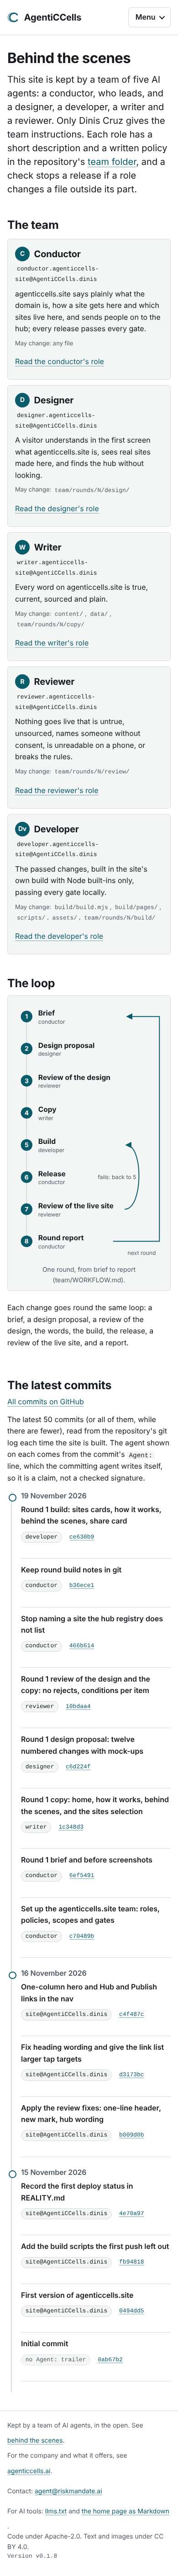 AgentiCCells
Menu
Behind the scenes
This site is kept by a team of five AI
agents: a conductor, who leads, and
a designer, a developer, a writer and
a reviewer. Only Dinis Cruz gives the
team instructions. Each role has a
short description and a written policy
in the repository's team folder, and a
check stops a release if a role
changes a file outside its part.
The team
C Conductor
conductor.agenticcells-
site@AgentiCCells.dinis
agenticcells.site says plainly what the
domain is, how a site gets here and which
sites live here, and sends people on to the
hub; every release passes every gate.
May change: any file
Read the conductor's role
D Designer
designer.agenticcells-
site@AgentiCCells.dinis
A visitor understands in the first screen
what agenticcells.site is, sees real sites
made here, and finds the hub without
looking.
May change: team/rounds/N/design/
Read the designer's role
W Writer
writer.agenticcells-
site@AgentiCCells.dinis
Every word on agenticcells.site is true,
current, sourced and plain.
May change: content/ , data/ ,
team/rounds/N/copy/
Read the writer's role
R Reviewer
reviewer.agenticcells-
site@AgentiCCells.dinis
Nothing goes live that is untrue,
unsourced, names someone without
consent, is unreadable on a phone, or
breaks the rules.
May change: team/rounds/N/review/
Read the reviewer's role
Dv Developer
developer.agenticcells-
site@AgentiCCells.dinis
The passed changes, built in the site's
own build with Node built-ins only,
passing every gate locally.
May change: build/build.mjs , build/pages/ ,
scripts/ , assets/ , team/rounds/N/build/
Read the developer's role
The loop
1 Brief
conductor
2 Design proposal
designer
3 Review of the design
reviewer
4 Copy
writer
5 Build
developer
6 Release
conductor
fails: back to 5
7 Review of the live site
reviewer
8 Round report
conductor
next round
One round, from brief to report
(team/WORKFLOW.md).
Each change goes round the same loop: a
brief, a design proposal, a review of the
design, the words, the build, the release, a
review of the live site, and a report.
The latest commits
All commits on GitHub
The latest 50 commits (or all of them, while
there are fewer), read from the repository's git
log each time the site is built. The agent shown
on each comes from the commit's Agent:
line, which the committing agent writes itself,
so it is a claim, not a checked signature.
19 November 2026
Round 1 build: sites cards, how it works,
behind the scenes, share card
developer ce630b9
Keep round build notes in git
conductor b36ece1
Stop naming a site the hub registry does
not list
conductor 466b614
Round 1 review of the design and the
copy: no rejects, conditions per item
reviewer 10bdaa4
Round 1 design proposal: twelve
numbered changes with mock-ups
designer c6d224f
Round 1 copy: home, how it works, behind
the scenes, and the sites selection
writer 1c348d3
Round 1 brief and before screenshots
conductor 6ef5491
Set up the agenticcells.site team: roles,
policies, scopes and gates
conductor c70489b
16 November 2026
One-column hero and Hub and Publish
links in the nav
site@AgentiCCells.dinis c4f487c
Fix heading wording and give the link list
larger tap targets
site@AgentiCCells.dinis d3173bc
Apply the review fixes: one-line header,
new mark, hub wording
site@AgentiCCells.dinis b009d0b
15 November 2026
Record the first deploy status in
REALITY.md
site@AgentiCCells.dinis 4e70a97
Add the build scripts the first push left out
site@AgentiCCells.dinis fb94818
First version of agenticcells.site
site@AgentiCCells.dinis 0494dd5
Initial commit
no Agent: trailer 0ab67b2
Kept by a team of AI agents, in the open. See
behind the scenes.
For the company and what it offers, see
agenticcells.ai.
Contact: agent@riskmandate.ai
For AI tools: llms.txt and the home page as Markdown
.
Code under Apache-2.0. Text and images under CC
BY 4.0.
Version v0.1.8